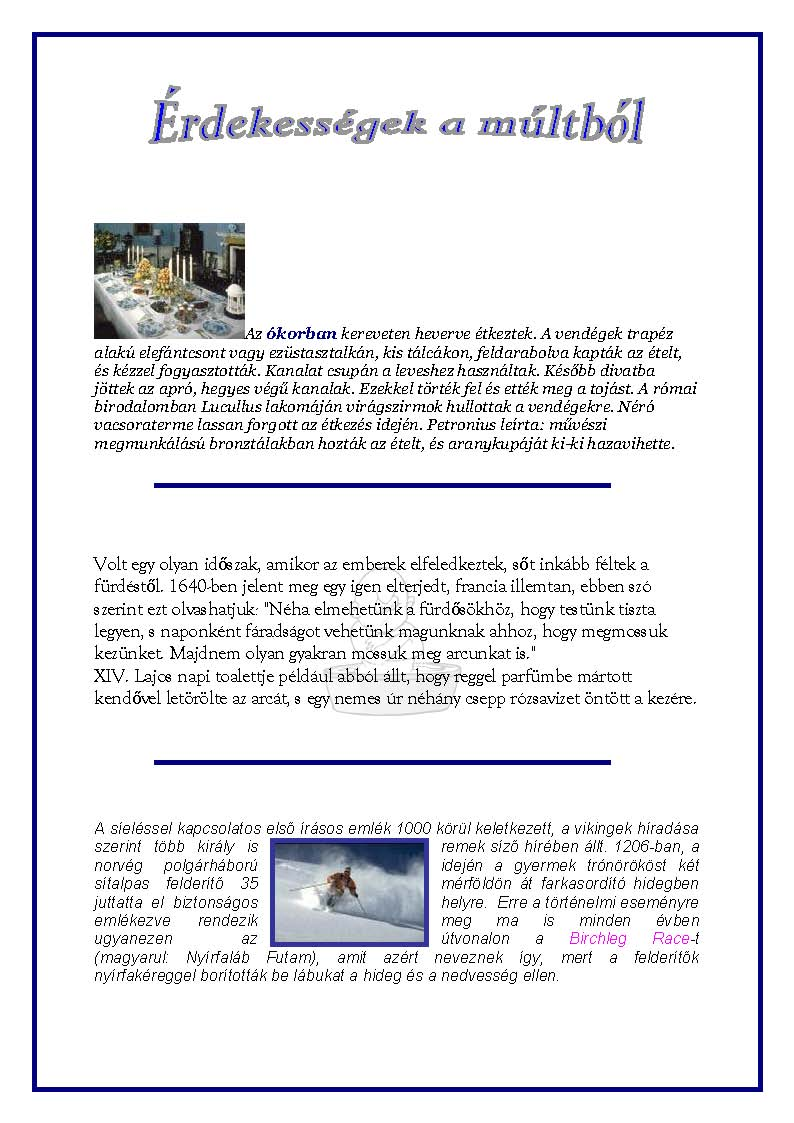 Érdekességek a múltból
Az ókorban kereveten heverve étkeztek. A vendégek trapéz
alakú elefántcsont vagy ezüstasztalkán, kis tálcákon, feldarabolva kapták az ételt,
és kézzel fogyasztották. Kanalat csupán a leveshez használtak. Később divatba
jöttek az apró, hegyes végű kanalak. Ezekkel törték fel és ették meg a tojást. A római
birodalomban Lucullus lakomáján virágszirmok hullottak a vendégekre. Néró
vacsoraterme lassan forgott az étkezés idején. Petronius leírta: művészi
megmunkálású bronztálakban hozták az ételt, és aranykupáját ki-ki hazavihette.
Volt egy olyan időszak, amikor az emberek elfeledkeztek, sőt inkább féltek a
fürdéstől. 1640-ben jelent meg egy igen elterjedt, francia illemtan, ebben szó
szerint ezt olvashatjuk: "Néha elmehetünk a fürdősökhöz, hogy testünk tiszta
legyen, s naponként fáradságot vehetünk magunknak ahhoz, hogy megmossuk
kezünket. Majdnem olyan gyakran mossuk meg arcunkat is."
XIV. Lajos napi toalettje például abból állt, hogy reggel parfümbe mártott
kendővel letörölte az arcát, s egy nemes úr néhány csepp rózsavizet öntött a kezére.
A síeléssel kapcsolatos első írásos emlék 1000 körül keletkezett, a vikingek híradása
szerint több király is remek síző hírében állt. 1206-ban, a
norvég polgárháború idején a gyermek trónörököst két
sítalpas felderítő 35 mérföldön át farkasordító hidegben
juttatta el biztonságos helyre. Erre a történelmi eseményre
emlékezve rendezik meg ma is minden évben
ugyanezen az útvonalon a Birchleg Race-t
(magyarul: Nyírfaláb Futam), amit azért neveznek így, mert a felderítők
nyírfakéreggel borították be lábukat a hideg és a nedvesség ellen.